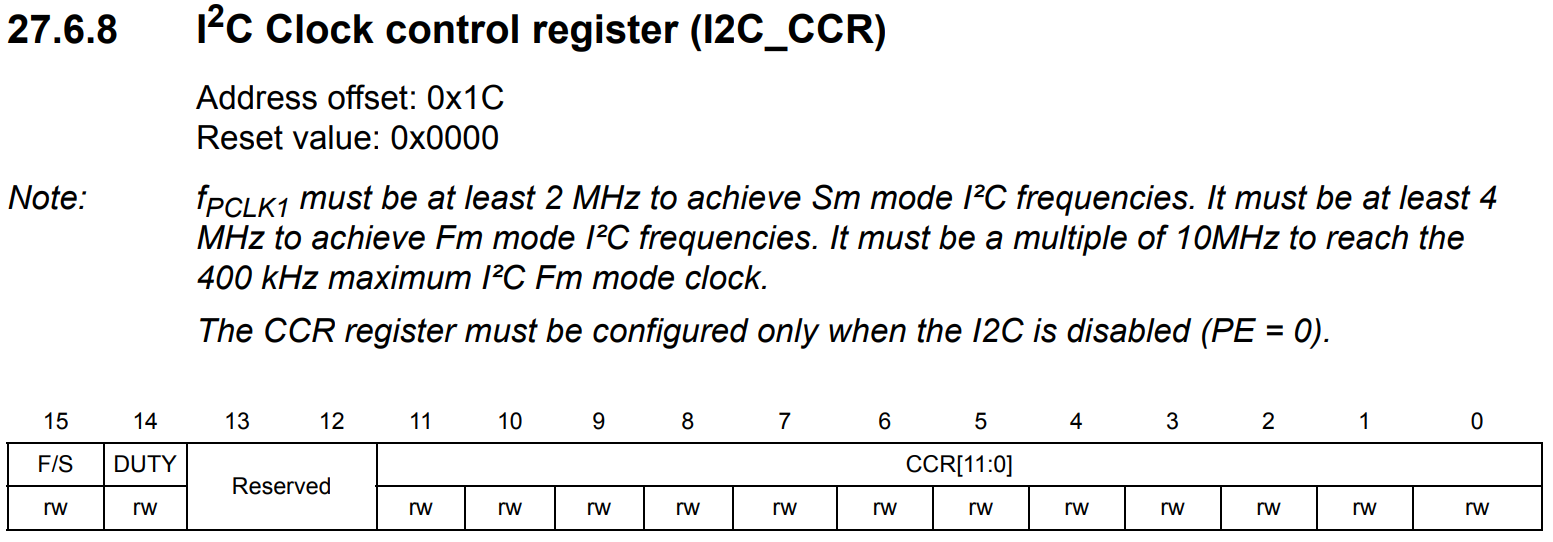 27.6.8 I²C Clock control register (I2C_CCR)
Address offset: 0x1C
Reset value: 0x0000
Note: fPCLK1 must be at least 2 MHz to achieve Sm mode I²C frequencies. It must be at least 4
MHz to achieve Fm mode I²C frequencies. It must be a multiple of 10MHz to reach the
400 kHz maximum I²C Fm mode clock.
The CCR register must be configured only when the I2C is disabled (PE = 0).
15 14 13 12 11 10 9 8 7 6 5 4 3 2 1 0
F/S DUTY Reserved CCR[11:0]
rw rw rw rw rw rw rw rw rw rw rw rw rw rw